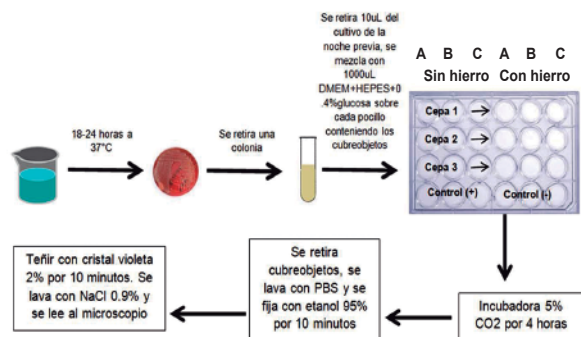 18-24 horas a
37°C
Se retira una
colonia
Se retira 10uL del
cultivo de la
noche previa, se
mezcla con
1000uL
DMEM+HEPES+0
.4%glucosa sobre
cada pocillo
conteniendo los
cubreobjetos
A B C A B C
Sin hierro Con hierro
Cepa 1
Cepa 2
Cepa 3
Control (+) Control (-)
Incubadora 5%
CO2 por 4 horas
Se retira
cubreobjetos, se
lava con PBS y se
fija con etanol 95%
por 10 minutos
Teñir con cristal violeta
2% por 10 minutos. Se
lava con NaCl 0.9% y
se lee al microscopio